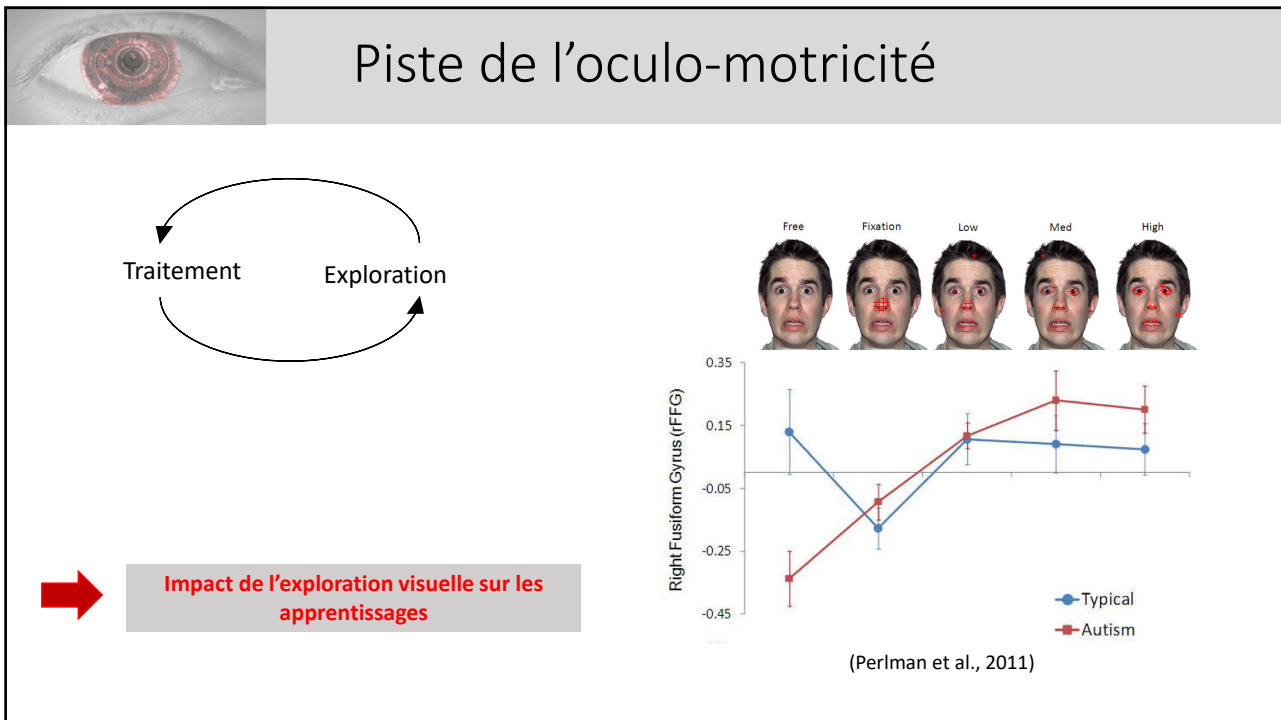 Piste de l’oculo-motricité
Traitement
Exploration
Impact de l’exploration visuelle sur les
apprentissages
Free Fixation Low Med High
Right Fusiform Gyrus (rFFG)
0.35
0.15
-0.05
-0.25
-0.45
Typical
Autism
(Perlman et al., 2011)